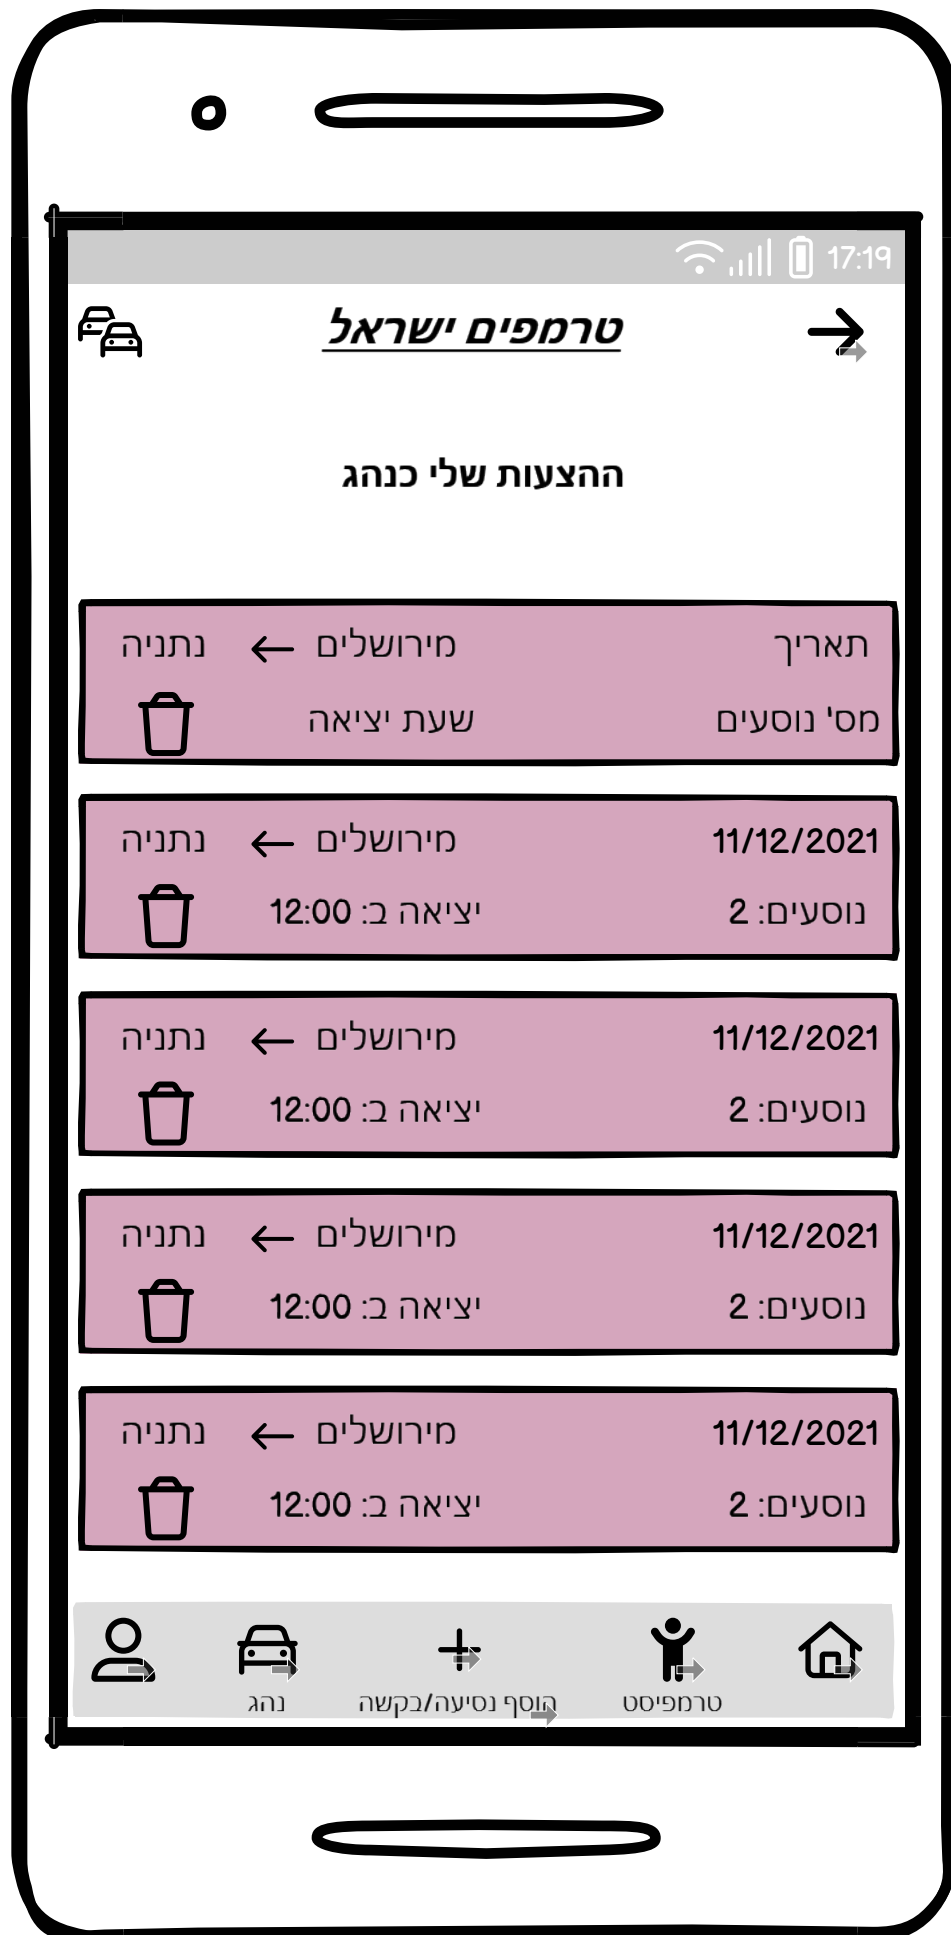 17:19
טרמפים ישראל
ההצעות שלי כנהג
תאריך מירושלים ← נתניה
מס' נוסעים שעת יציאה
11/12/2021 מירושלים ← נתניה
נוסעים: 2 יציאה ב: 12:00
11/12/2021 מירושלים ← נתניה
נוסעים: 2 יציאה ב: 12:00
11/12/2021 מירושלים ← נתניה
נוסעים: 2 יציאה ב: 12:00
11/12/2021 מירושלים ← נתניה
נוסעים: 2 יציאה ב: 12:00
טרמפיסט הוסף נסיעה/בקשה נהג